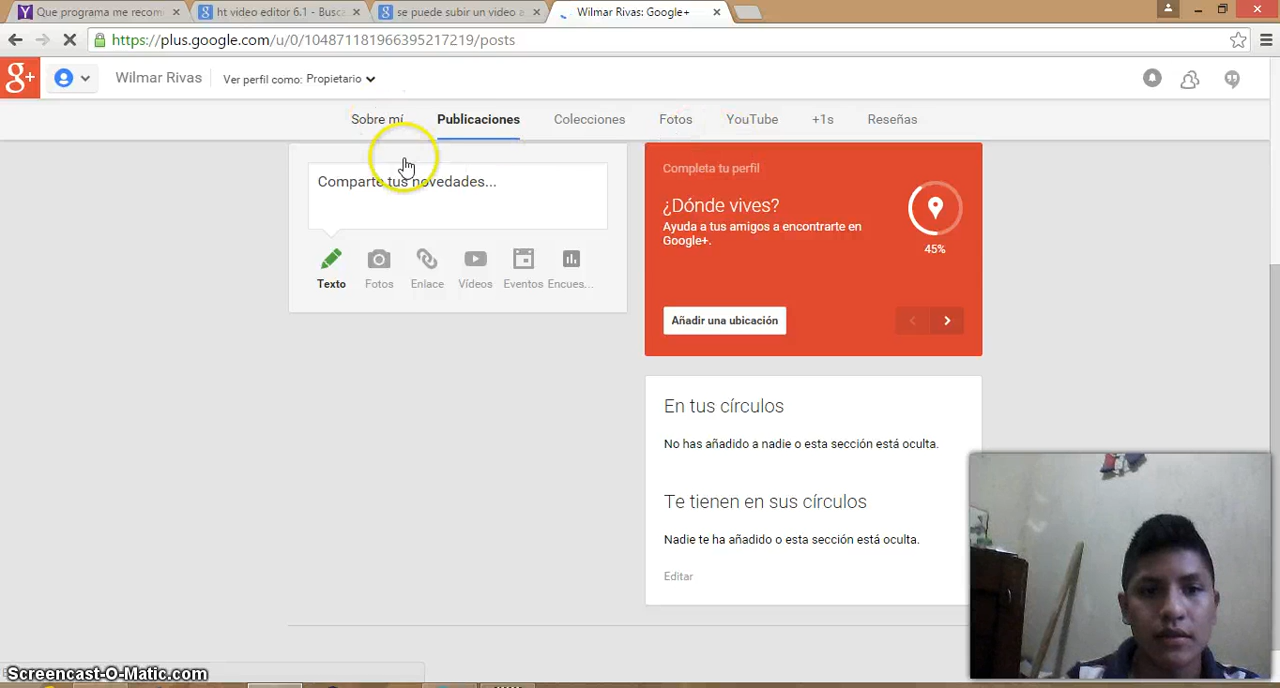 Que programa me recom
ht video editor 6.1 - Busca
se puede subir un video a
Wilmar Rivas: Google+
https://plus.google.com/u/0/104871181966395217219/posts
g+
Wilmar Rivas
Ver perfil como: Propietario
Sobre mí
Publicaciones
Colecciones
Fotos
YouTube
+1s
Reseñas
Comparte tus novedades...
Texto
Fotos
Enlace
Vídeos
Eventos
Encues...
Completa tu perfil
¿Dónde vives?
Ayuda a tus amigos a encontrarte en
Google+.
45%
Añadir una ubicación
En tus círculos
No has añadido a nadie o esta sección está oculta.
Te tienen en sus círculos
Nadie te ha añadido o esta sección está oculta.
Editar
Screencast-O-Matic.com